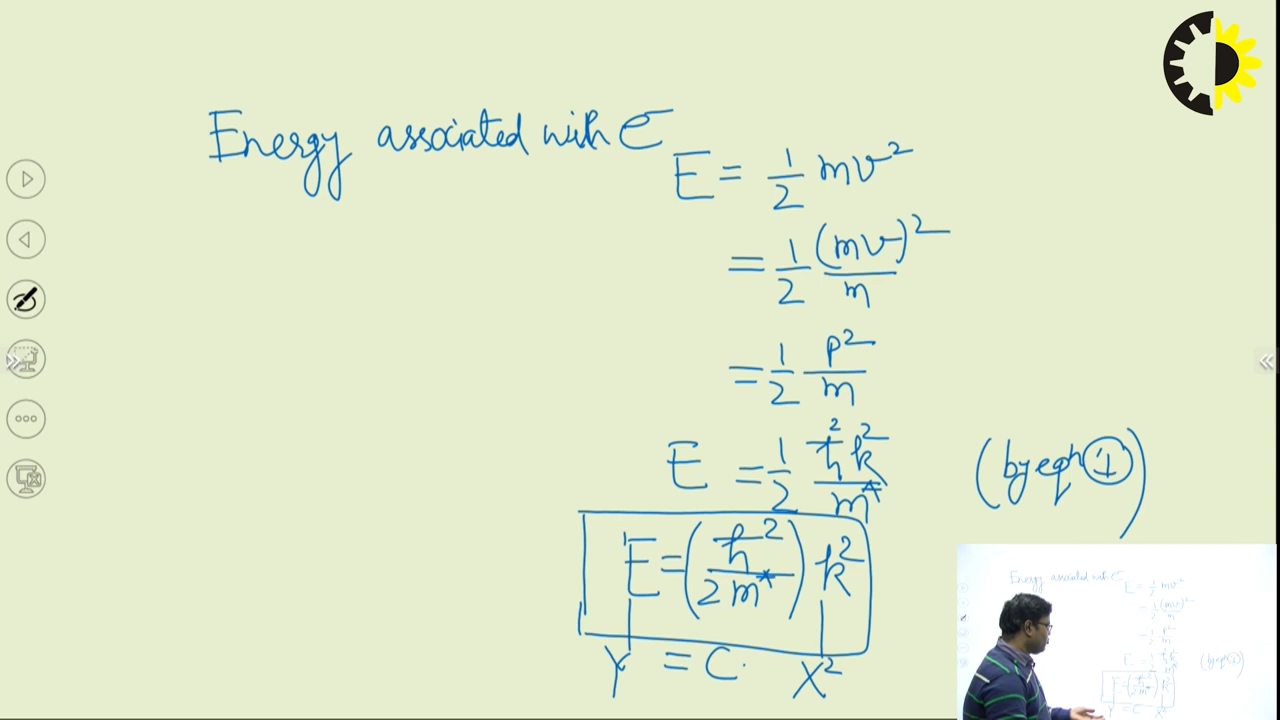 Energy associated with e⁻
E = 1/2 mv²
= 1/2 (mv)²/m
= 1/2 p²/m
E = 1/2 ħ²k²/m* (by eqn ①)
E = (ħ²/2m*) k²
Y = C. X²